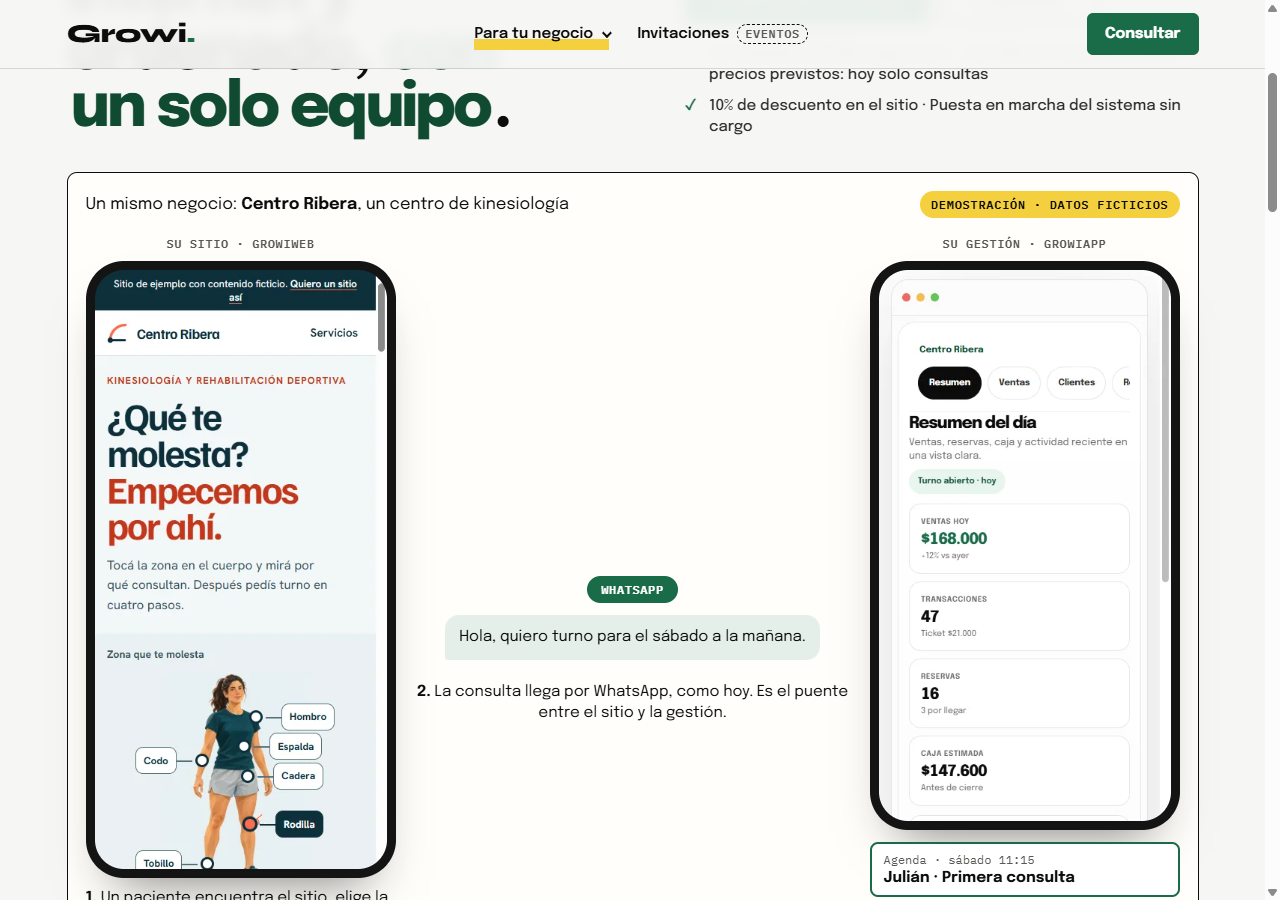 Growi.
Para tu negocio
Invitaciones EVENTOS
Consultar
un solo equipo.
precios previstos: hoy solo consultas
✓ 10% de descuento en el sitio · Puesta en marcha del sistema sin
cargo
Un mismo negocio: Centro Ribera, un centro de kinesiología
DEMOSTRACIÓN · DATOS FICTICIOS
SU SITIO · GROWIWEB
Sitio de ejemplo con contenido ficticio. Quiero un sitio
así
Centro Ribera
Servicios
KINESIOLOGÍA Y REHABILITACIÓN DEPORTIVA
¿Qué te
molesta?
Empecemos
por ahí.
Tocá la zona en el cuerpo y mirá por
qué consultan. Después pedís turno en
cuatro pasos.
Zona que te molesta
Hombro
Espalda
Codo
Cadera
Rodilla
Tobillo
1. Un paciente encuentra el sitio, elige la
WHATSAPP
Hola, quiero turno para el sábado a la mañana.
2. La consulta llega por WhatsApp, como hoy. Es el puente
entre el sitio y la gestión.
SU GESTIÓN · GROWIAPP
Centro Ribera
Resumen
Ventas
Clientes
Resumen del día
Ventas, reservas, caja y actividad reciente en
una vista clara.
Turno abierto · hoy
VENTAS HOY
$168.000
+12% vs ayer
TRANSACCIONES
47
Ticket $21.000
RESERVAS
16
3 por llegar
CAJA ESTIMADA
$147.600
Antes de cierre
Agenda · sábado 11:15
Julián · Primera consulta